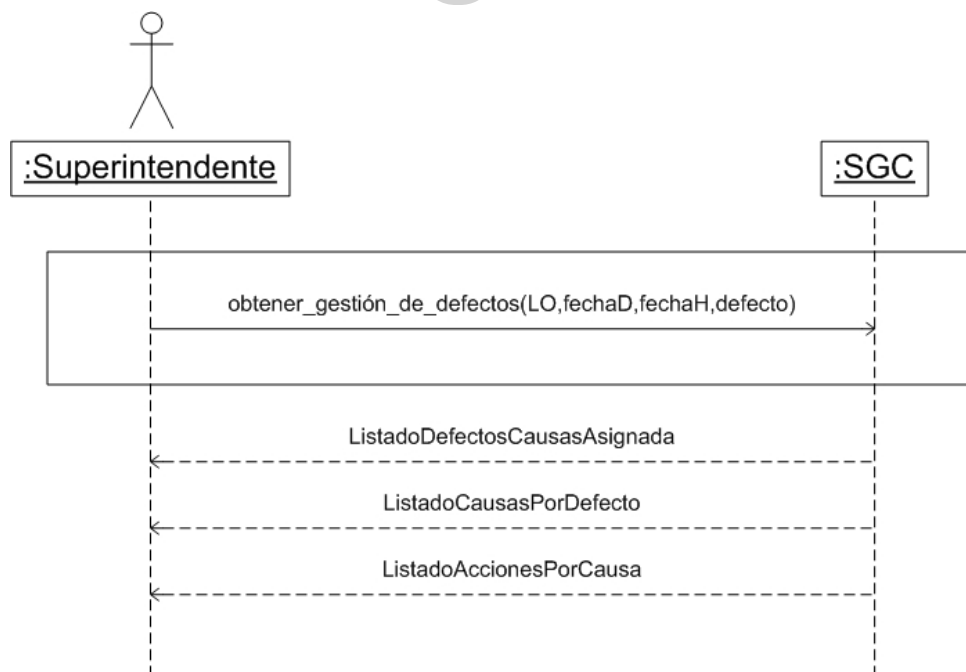 :Superintendente
:SGC
obtener_gestión_de_defectos(LO,fechaD,fechaH,defecto)
ListadoDefectosCausasAsignada
ListadoCausasPorDefecto
ListadoAccionesPorCausa